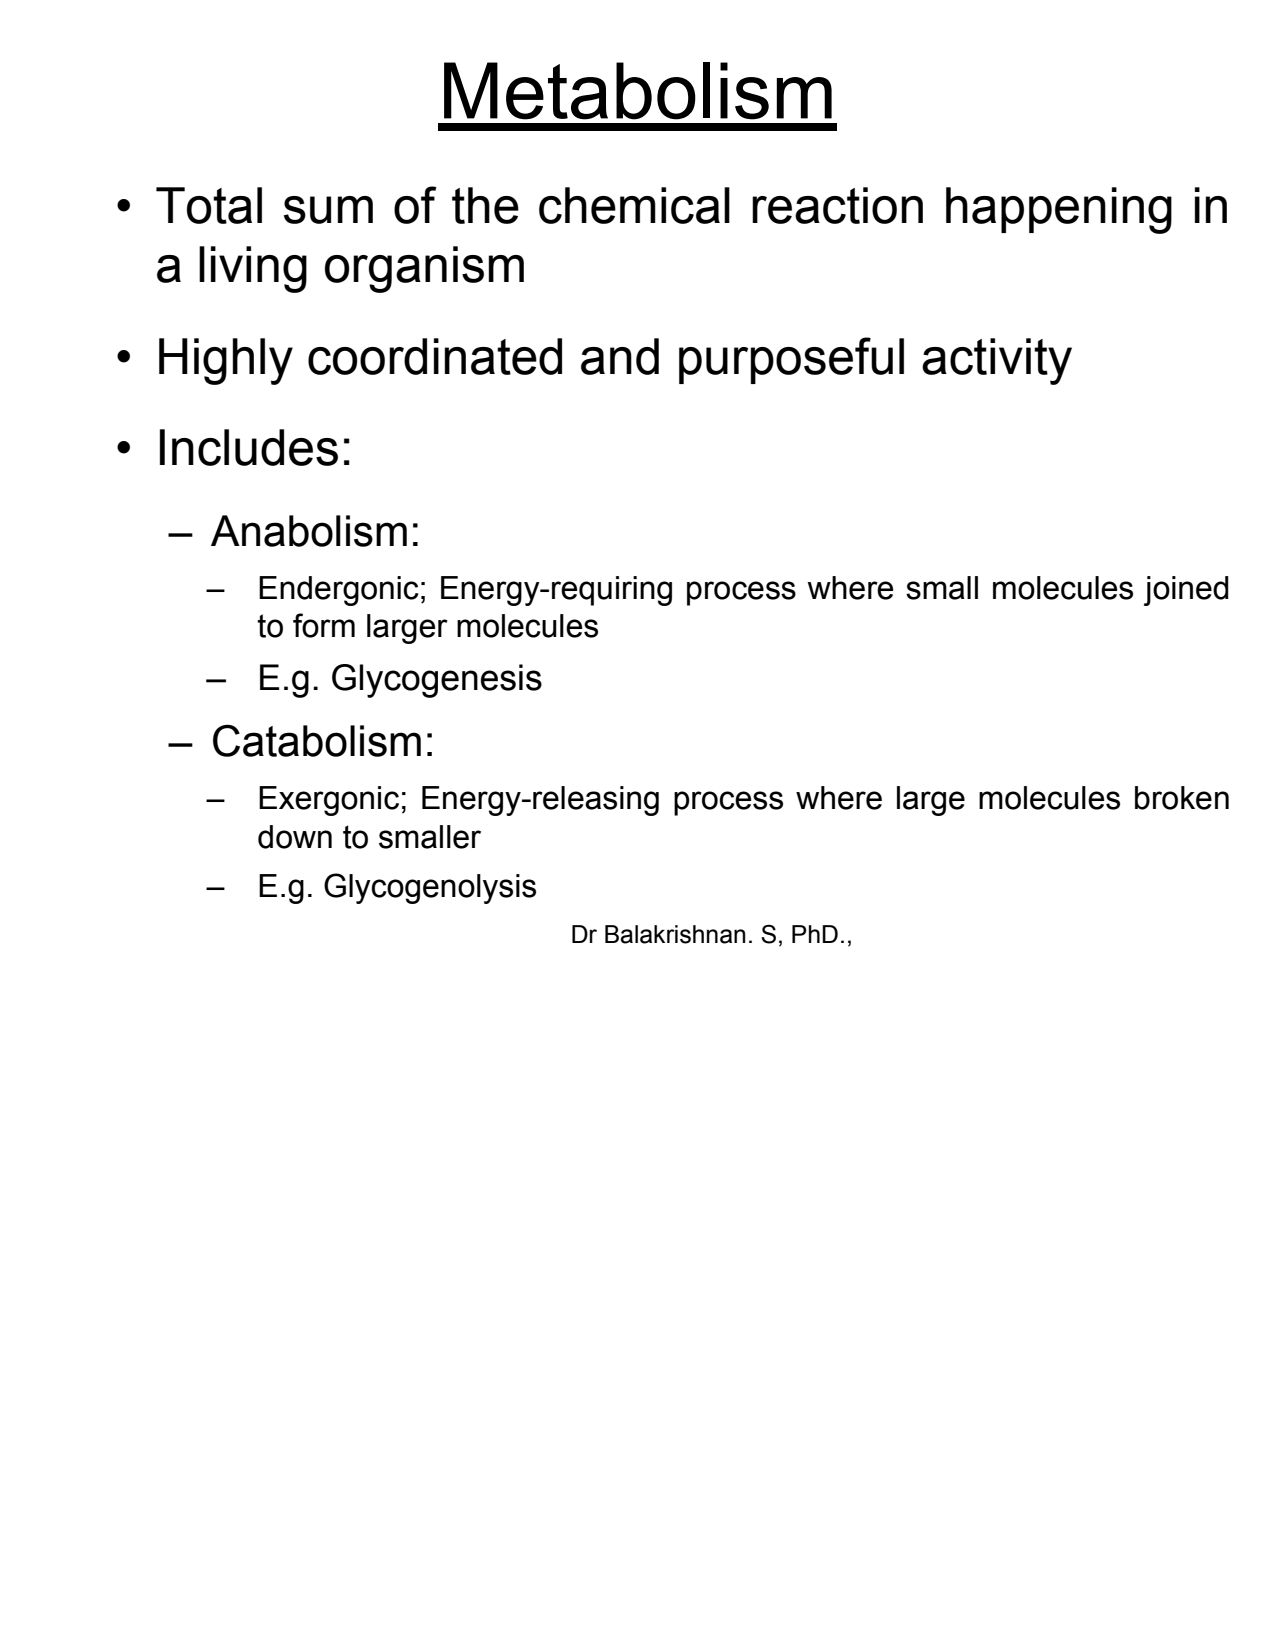 Metabolism
• Total sum of the chemical reaction happening in
a living organism
• Highly coordinated and purposeful activity
• Includes:
– Anabolism:
– Endergonic; Energy-requiring process where small molecules joined
to form larger molecules
– E.g. Glycogenesis
– Catabolism:
– Exergonic; Energy-releasing process where large molecules broken
down to smaller
– E.g. Glycogenolysis
Dr Balakrishnan. S, PhD.,